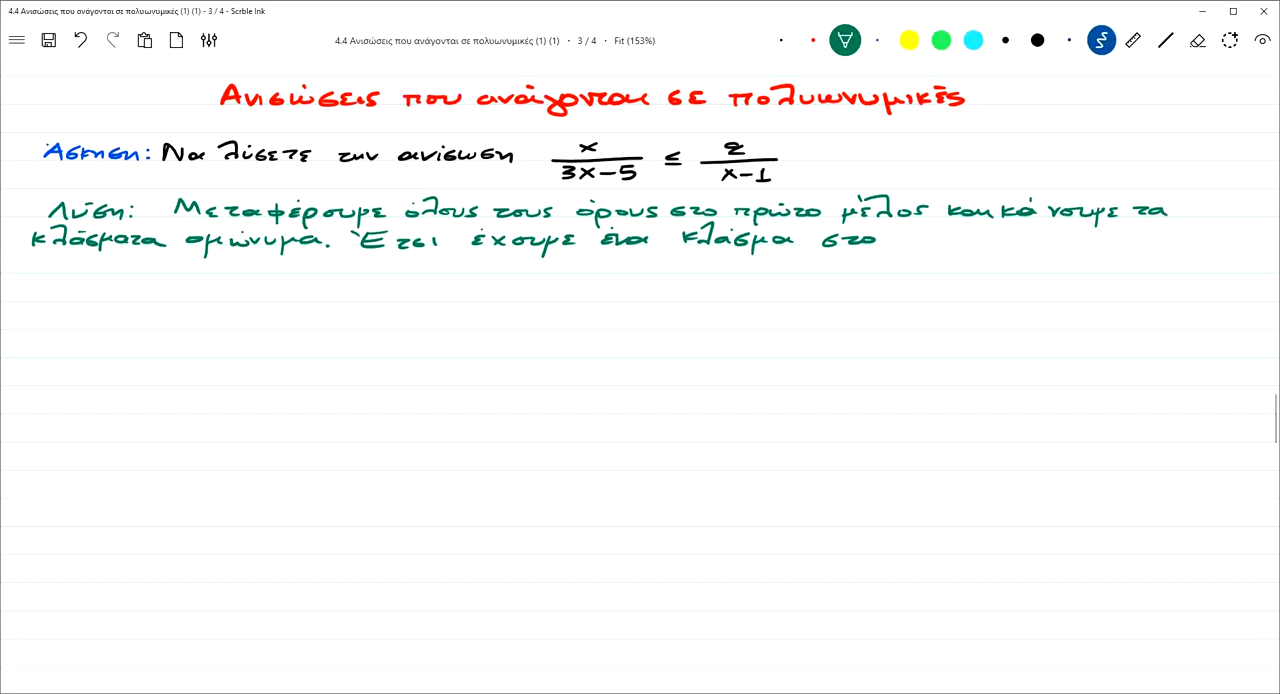 4.4 Ανισώσεις που ανάγονται σε πολυωνυμικές (1) (1) - 3 / 4 - Scrble Ink
4.4 Ανισώσεις που ανάγονται σε πολυωνυμικές (1) (1) • 3 / 4 • Fit (153%)
Ανισώσεις που ανάγονται σε πολυωνυμικές
Άσκηση: Να λύσετε την ανίσωση x/(3x-5) ≤ 2/(x-1)
Λύση: Μεταφέρουμε όλους τους όρους στο πρώτο μέλος και κάνουμε τα
κλάσματα ομώνυμα. Έτσι έχουμε ένα κλάσμα στο